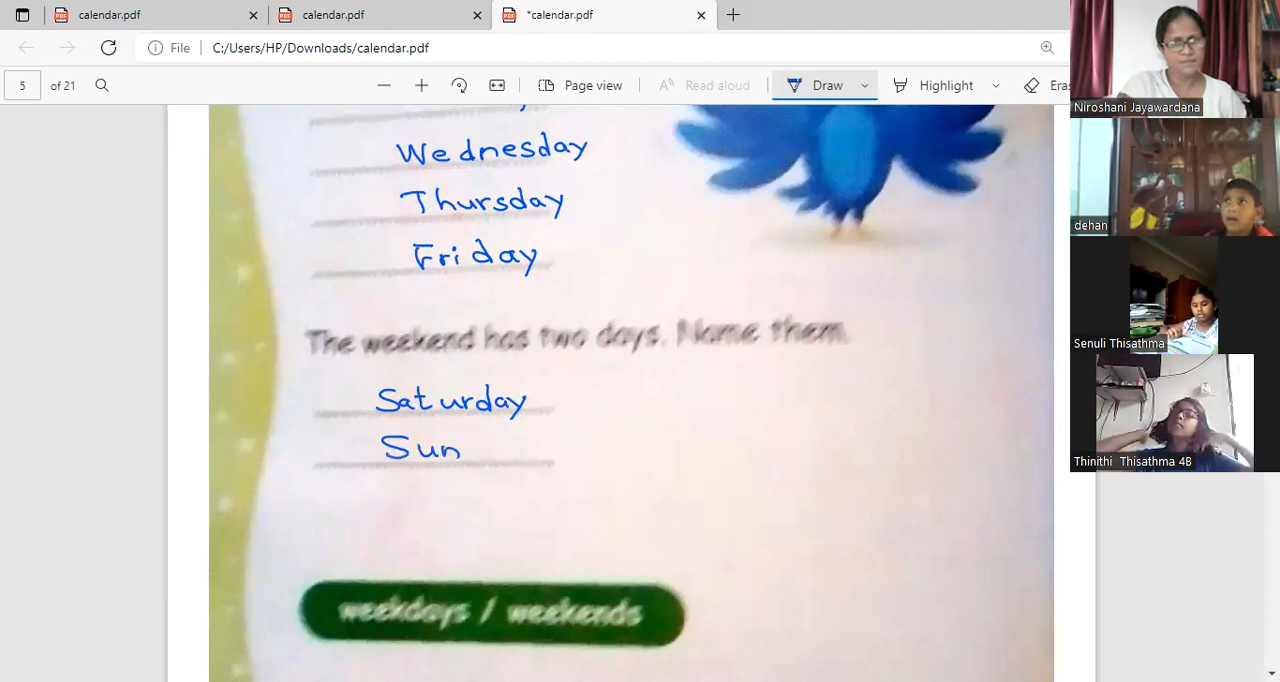 calendar.pdf
calendar.pdf
*calendar.pdf
File
C:/Users/HP/Downloads/calendar.pdf
5 of 21
Page view
Read aloud
Draw
Highlight
Wednesday
Thursday
Friday
The weekend has two days. Name them.
Saturday
Sun
weekdays / weekends
Niroshani Jayawardana
dehan
Senuli Thisathma
Thinithi Thisathma 4B